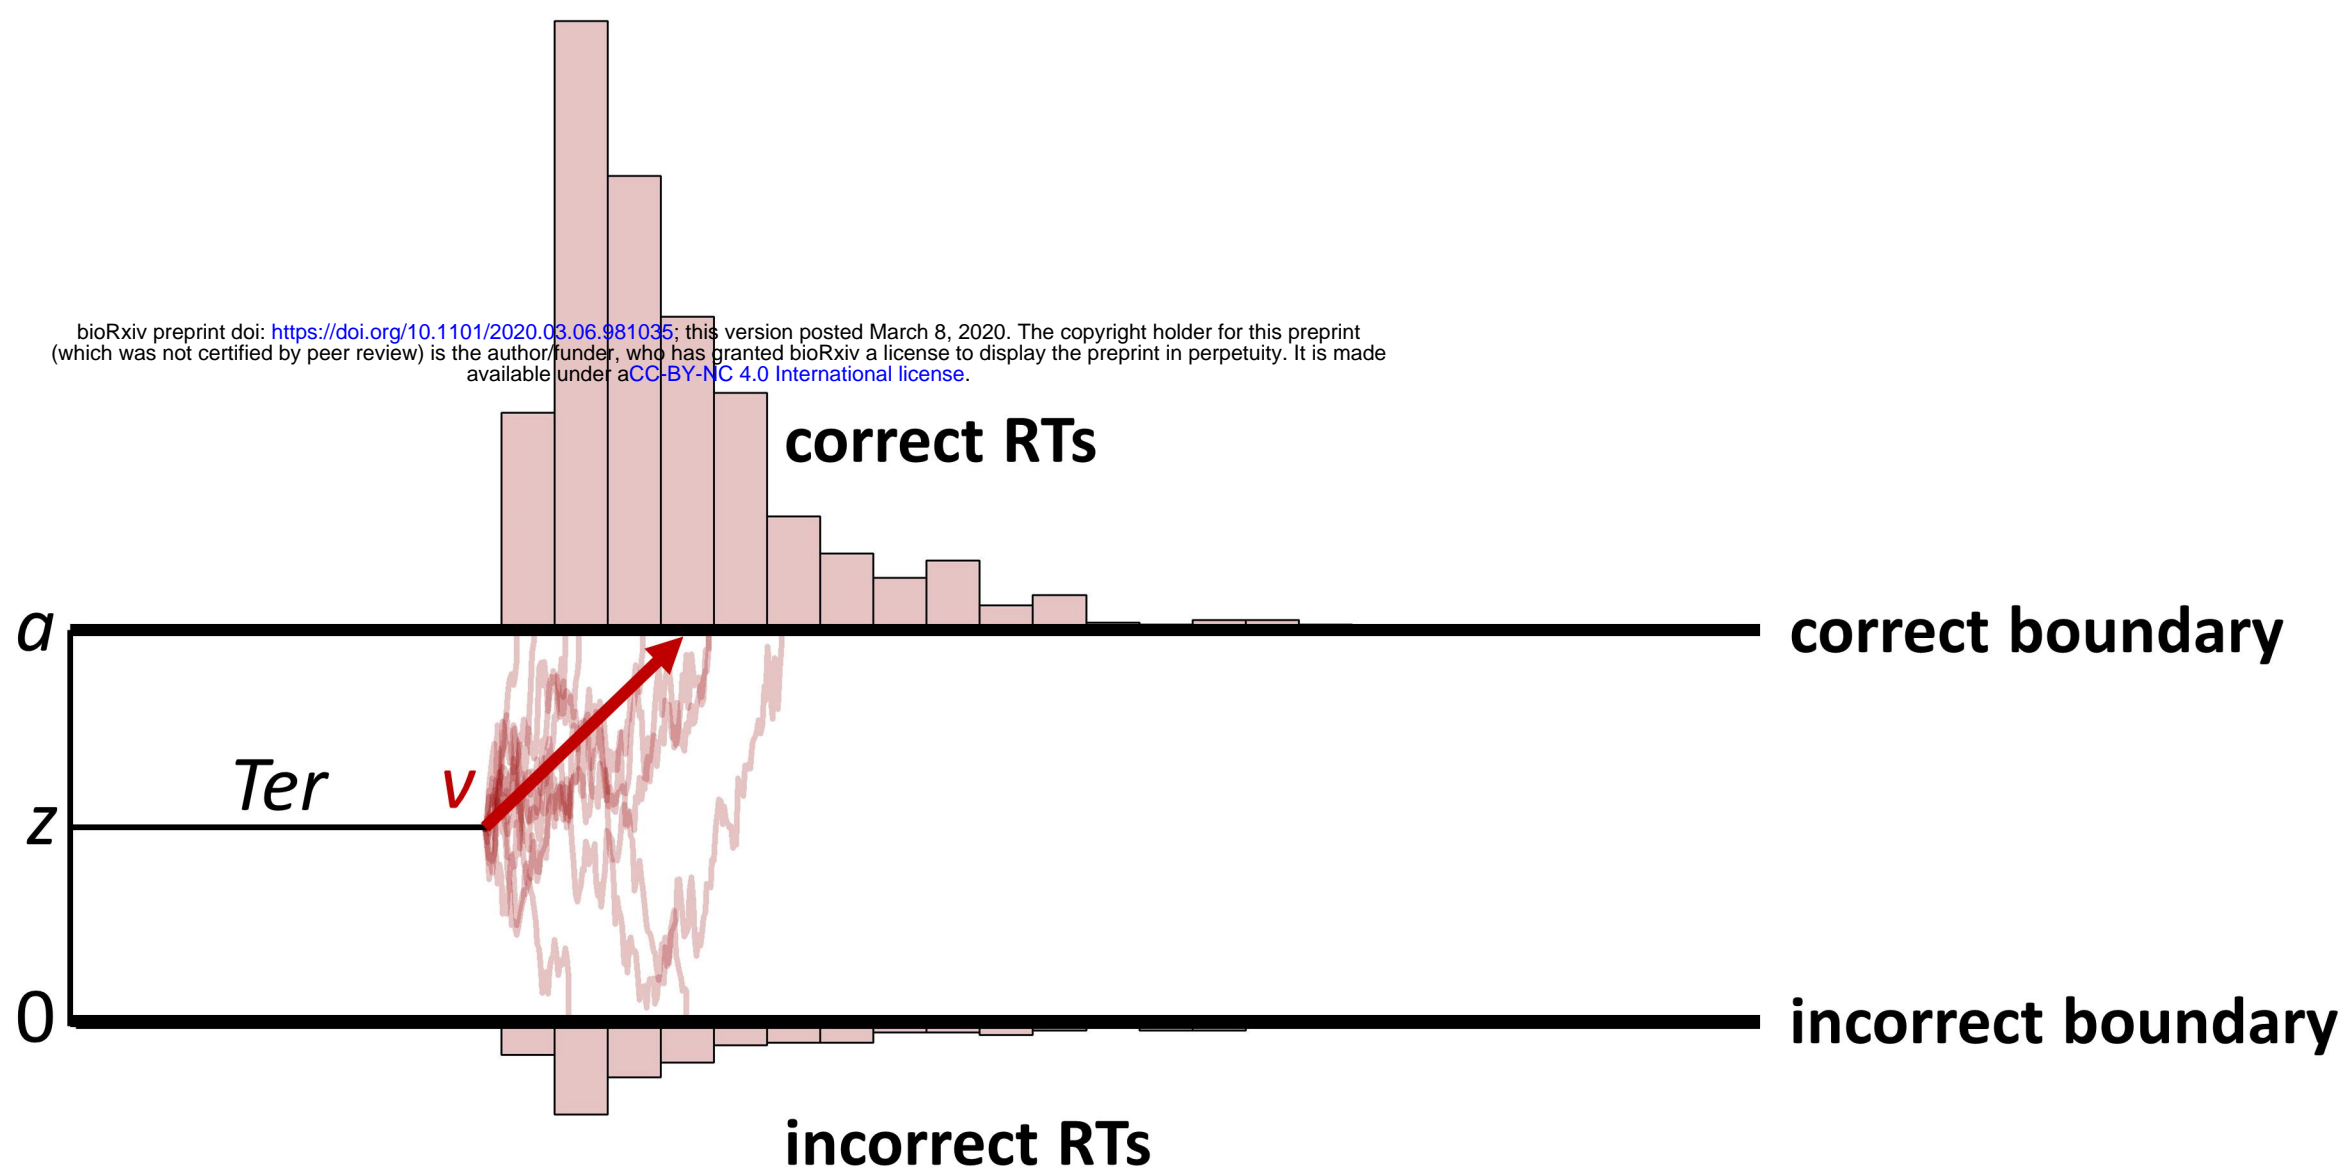 bioRxiv preprint doi: https://doi.org/10.1101/2020.03.06.981035; this version posted March 8, 2020. The copyright holder for this preprint
(which was not certified by peer review) is the author/funder, who has granted bioRxiv a license to display the preprint in perpetuity. It is made
available under aCC-BY-NC 4.0 International license.
correct RTs
a
correct boundary
Ter
v
z
0
incorrect boundary
incorrect RTs